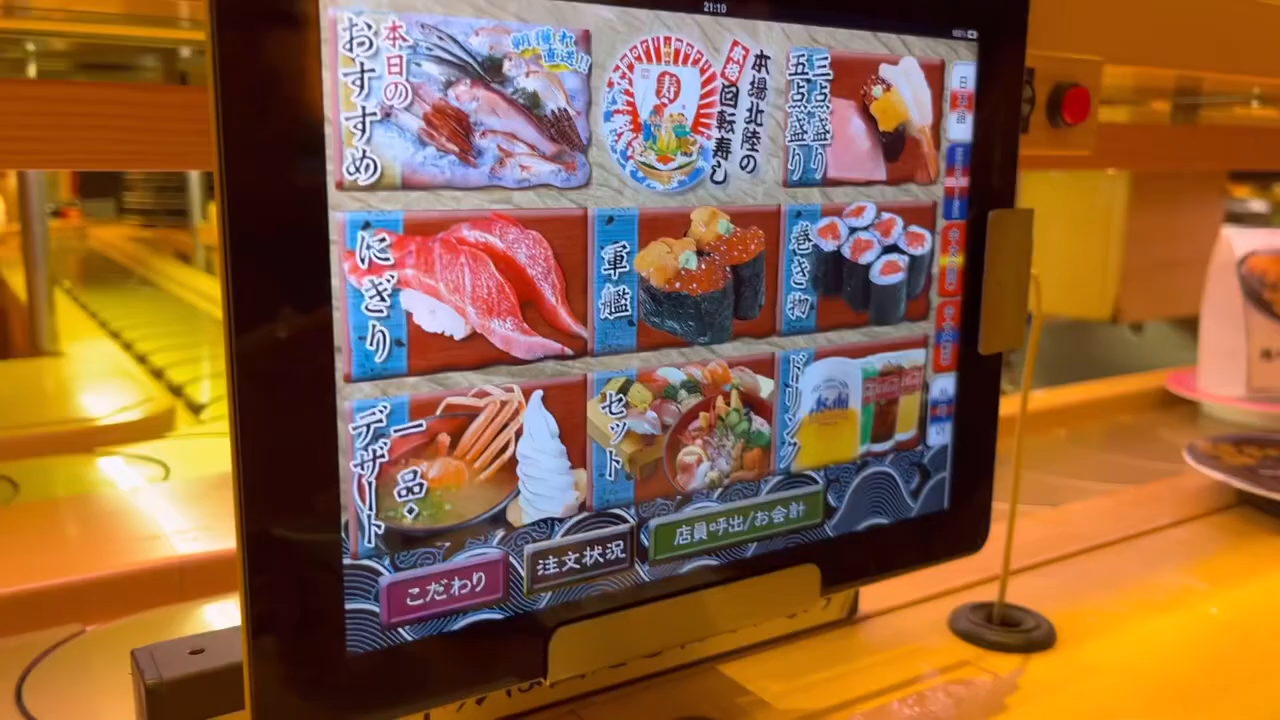 21:10
本日の
おすすめ
朝獲れ
直送!!
寿
本場北陸の
本格回転寿し
三点盛り
五点盛り
にぎり
軍艦
巻き物
一品・
デザート
セット
Asahi
ドリンク
こだわり
注文状況
店員呼出/お会計